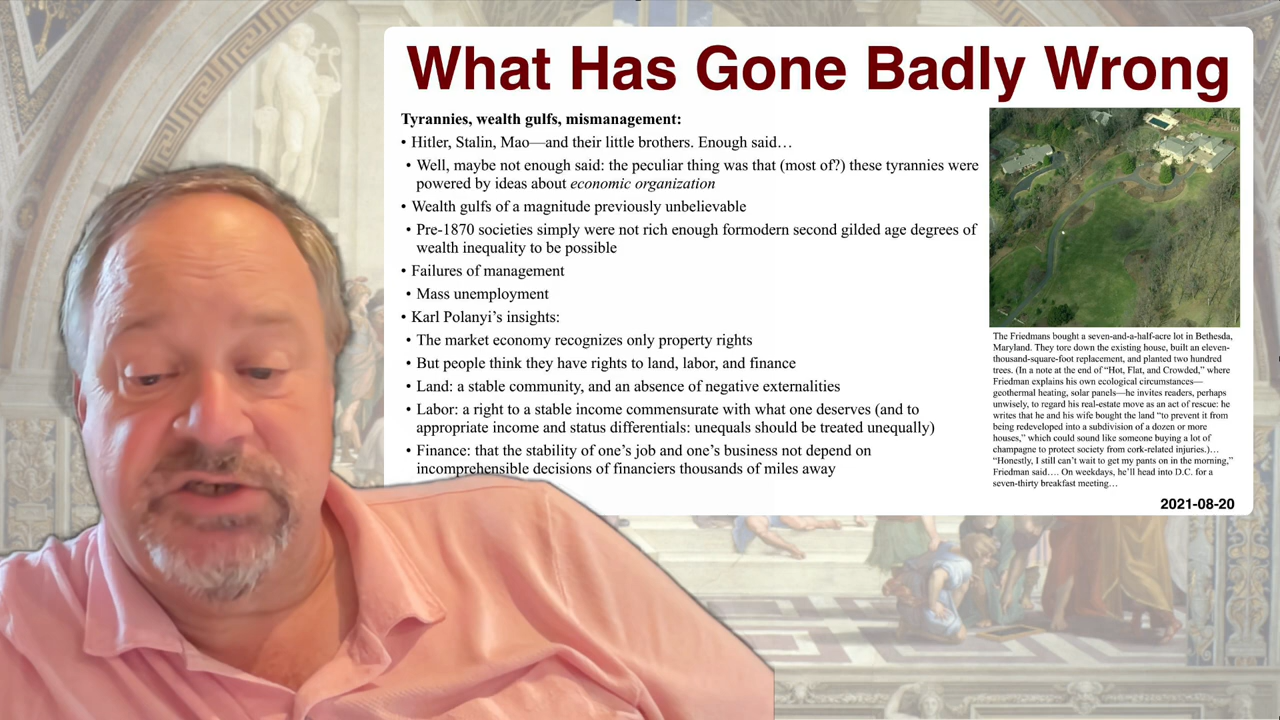 What Has Gone Badly Wrong
Tyrannies, wealth gulfs, mismanagement:
• Hitler, Stalin, Mao—and their little brothers. Enough said…
• Well, maybe not enough said: the peculiar thing was that (most of?) these tyrannies were
powered by ideas about economic organization
• Wealth gulfs of a magnitude previously unbelievable
• Pre-1870 societies simply were not rich enough formodern second gilded age degrees of
wealth inequality to be possible
• Failures of management
• Mass unemployment
• Karl Polanyi’s insights:
• The market economy recognizes only property rights
• But people think they have rights to land, labor, and finance
• Land: a stable community, and an absence of negative externalities
• Labor: a right to a stable income commensurate with what one deserves (and to
appropriate income and status differentials: unequals should be treated unequally)
• Finance: that the stability of one’s job and one’s business not depend on
incomprehensible decisions of financiers thousands of miles away
The Friedmans bought a seven-and-a-half-acre lot in Bethesda,
Maryland. They tore down the existing house, built an eleven-
thousand-square-foot replacement, and planted two hundred
trees. (In a note at the end of “Hot, Flat, and Crowded,” where
Friedman explains his own ecological circumstances—
geothermal heating, solar panels—he invites readers, perhaps
unwisely, to regard his real-estate move as an act of rescue: he
writes that he and his wife bought the land “to prevent it from
being redeveloped into a subdivision of a dozen or more
houses,” which could sound like someone buying a lot of
champagne to protect society from cork-related injuries.)…
“Honestly, I still can’t wait to get my pants on in the morning,”
Friedman said…. On weekdays, he’ll head into D.C. for a
seven-thirty breakfast meeting…
2021-08-20